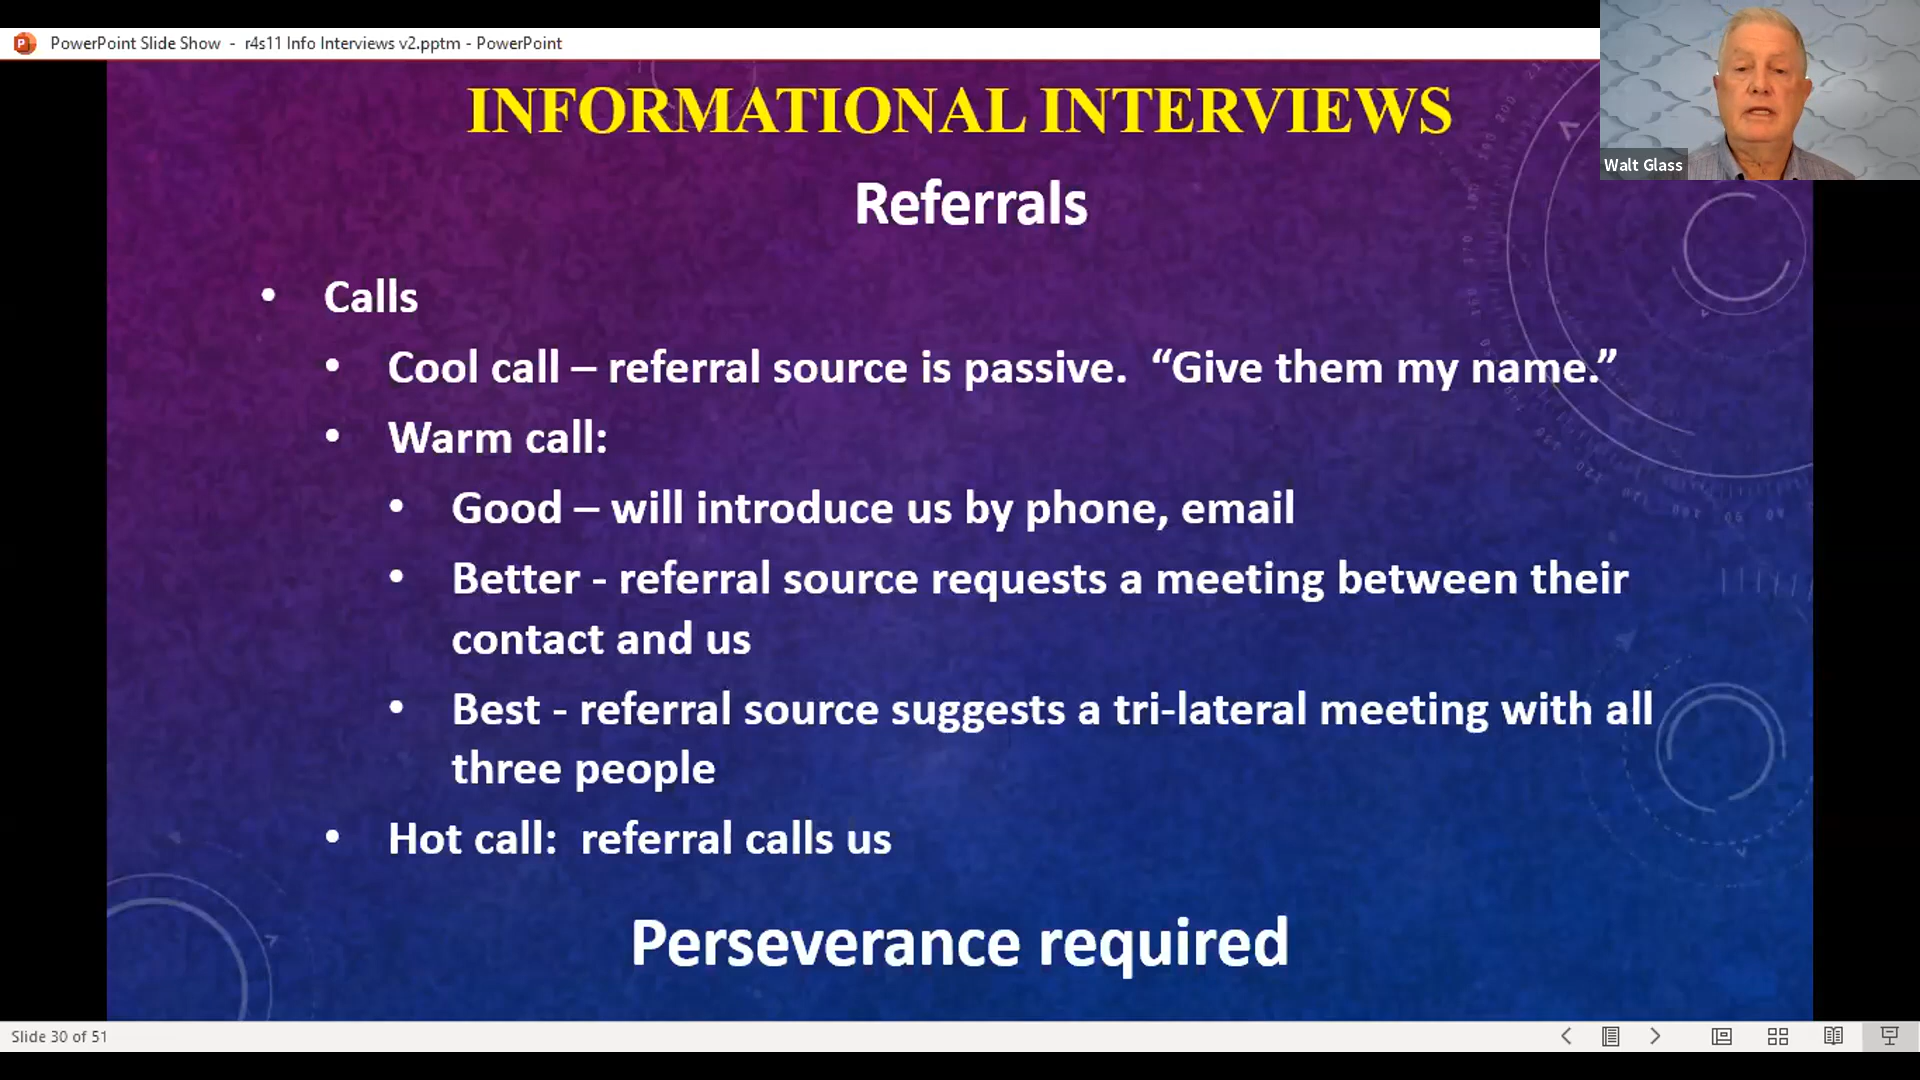 PowerPoint Slide Show - r4s11 Info Interviews v2.pptm - PowerPoint
Walt Glass
INFORMATIONAL INTERVIEWS
Referrals
• Calls
• Cool call – referral source is passive. “Give them my name.”
• Warm call:
• Good – will introduce us by phone, email
• Better - referral source requests a meeting between their
contact and us
• Best - referral source suggests a tri-lateral meeting with all
three people
• Hot call: referral calls us
Perseverance required
Slide 30 of 51